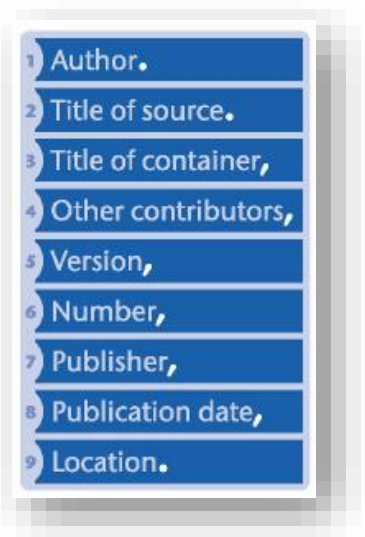 1 Author.
2 Title of source.
3 Title of container,
4 Other contributors,
5 Version,
6 Number,
7 Publisher,
8 Publication date,
9 Location.